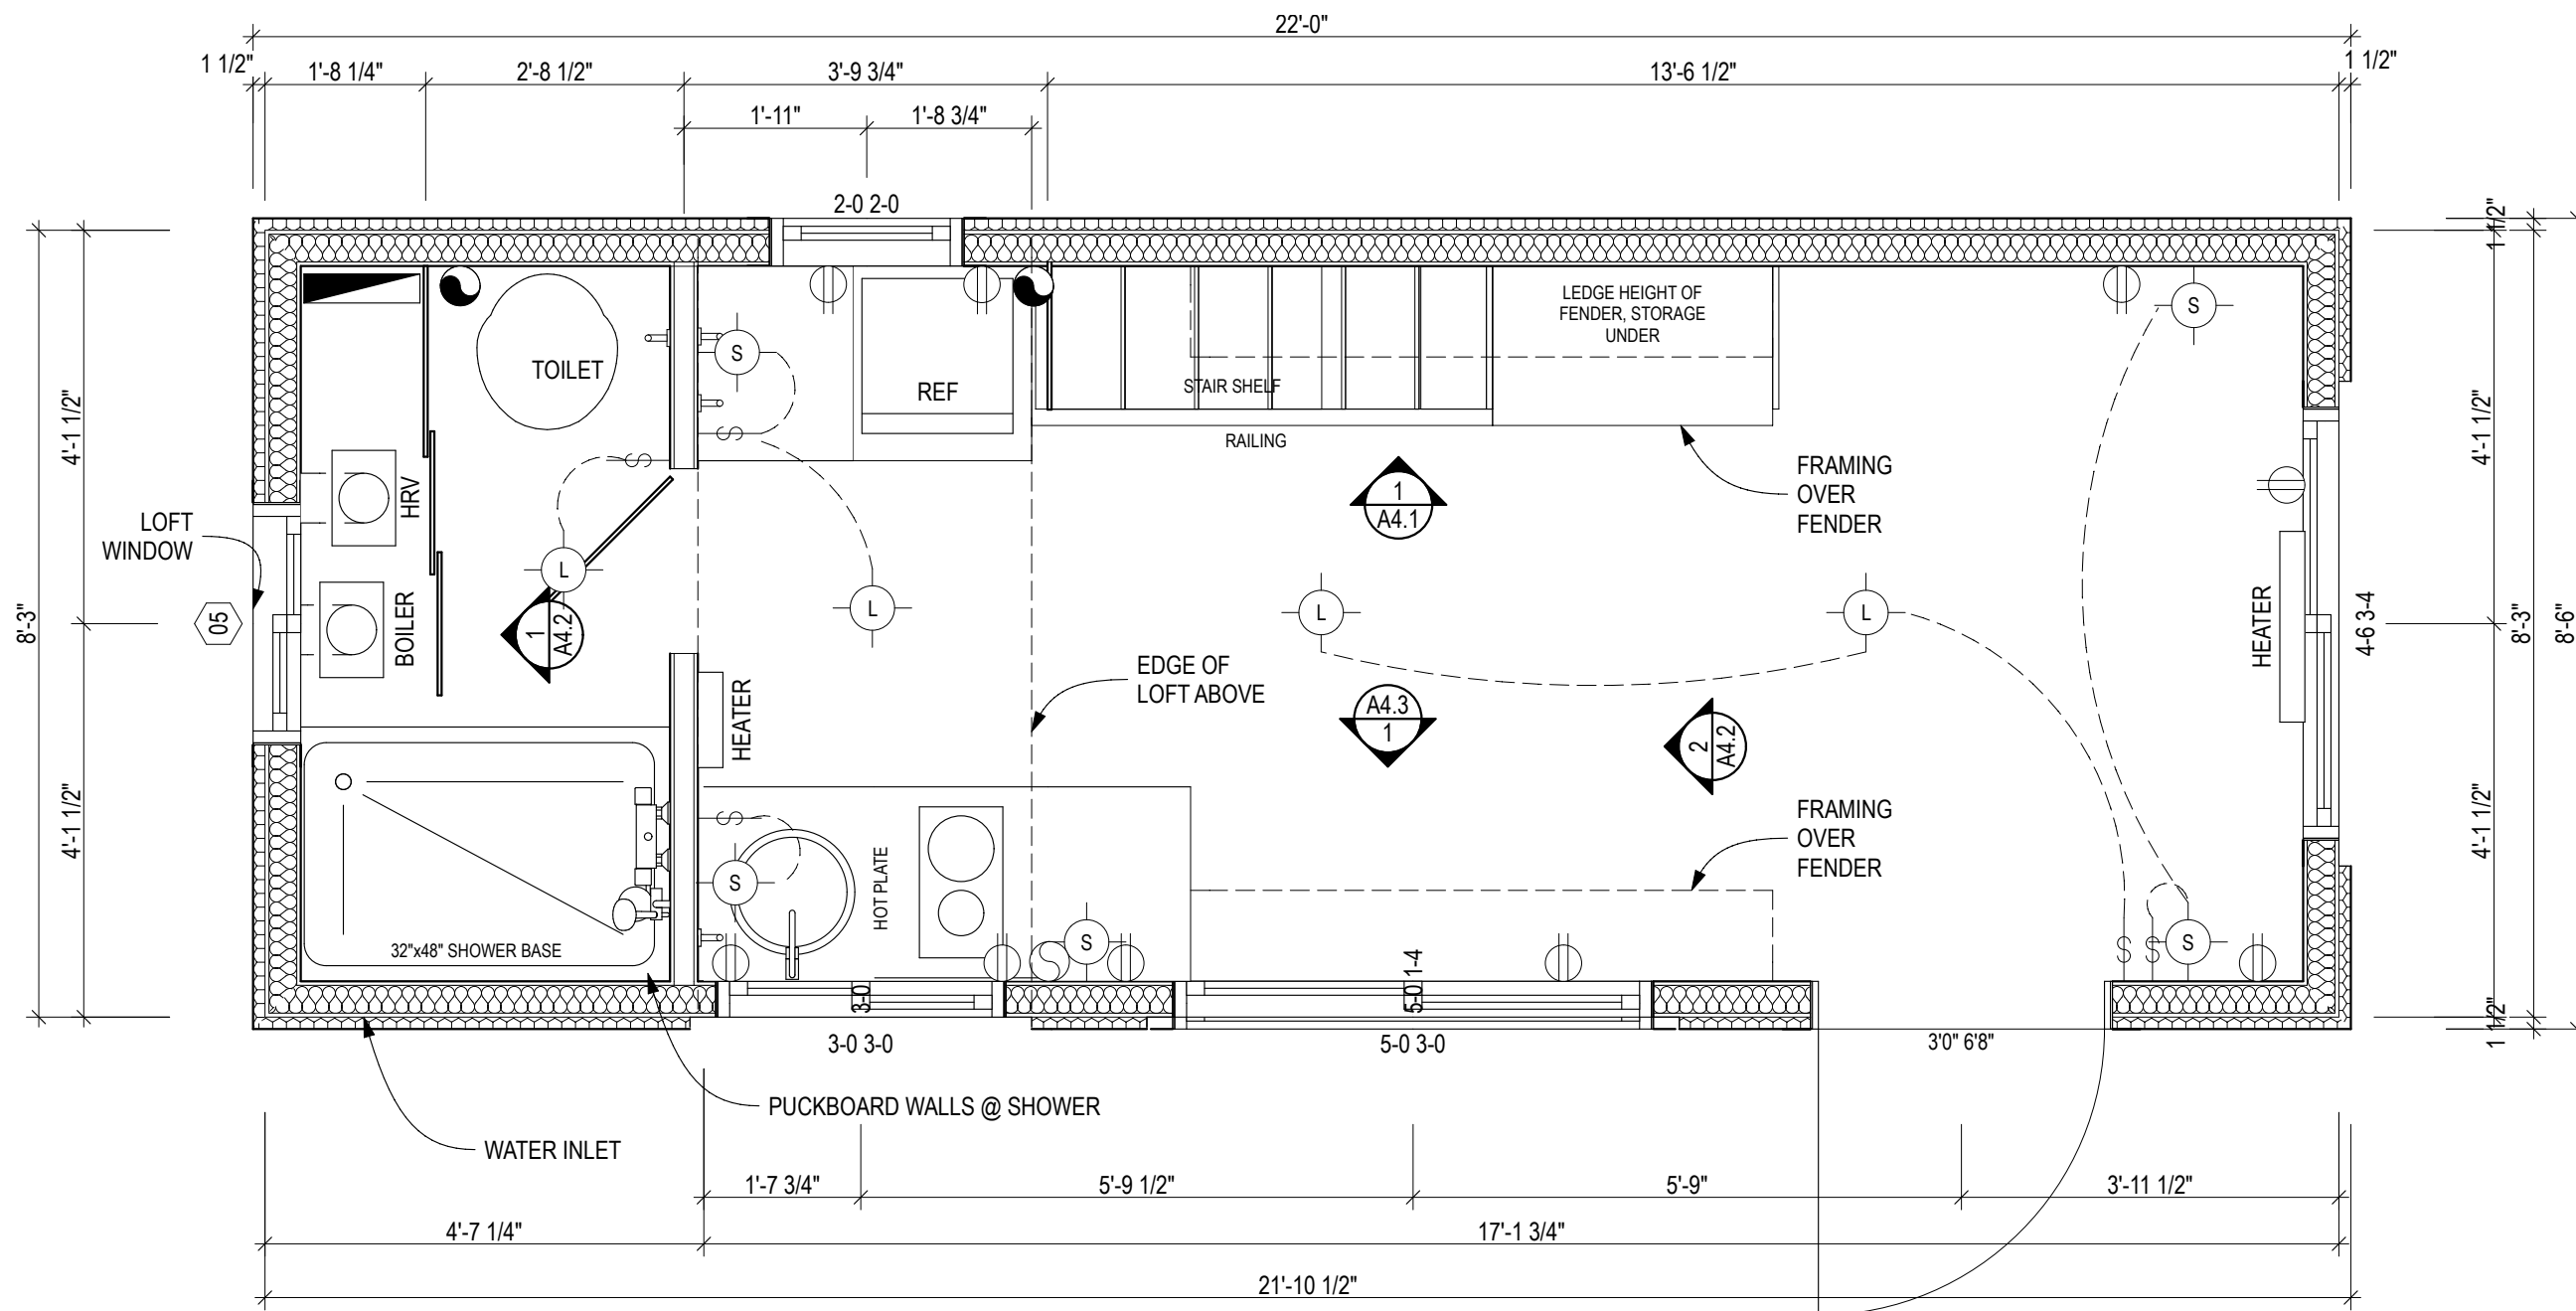 22'-0"
1 1/2"
1'-8 1/4"
2'-8 1/2"
3'-9 3/4"
13'-6 1/2"
1 1/2"
1'-11"
1'-8 3/4"
2-0 2-0
1 1/2"
LEDGE HEIGHT OF
FENDER, STORAGE
UNDER
S
S
TOILET
REF
STAIR SHELF
RAILING
S
S
4'-1 1/2"
4'-1 1/2"
FRAMING
OVER
FENDER
HRV
1
A4.1
LOFT
WINDOW
L
L
L
L
05
8'-3"
BOILER
1
A4.2
HEATER
4-6 3-4
8'-3"
8'-6"
EDGE OF
LOFT ABOVE
HEATER
A4.3
1
2
A4.2
4'-1 1/2"
4'-1 1/2"
FRAMING
OVER
FENDER
S
S
HOT PLATE
32"x48" SHOWER BASE
S
S
S
S
3-0
5-0 1-4
1 1/2"
3-0 3-0
5-0 3-0
3'0" 6'8"
PUCKBOARD WALLS @ SHOWER
WATER INLET
1'-7 3/4"
5'-9 1/2"
5'-9"
3'-11 1/2"
4'-7 1/4"
17'-1 3/4"
21'-10 1/2"